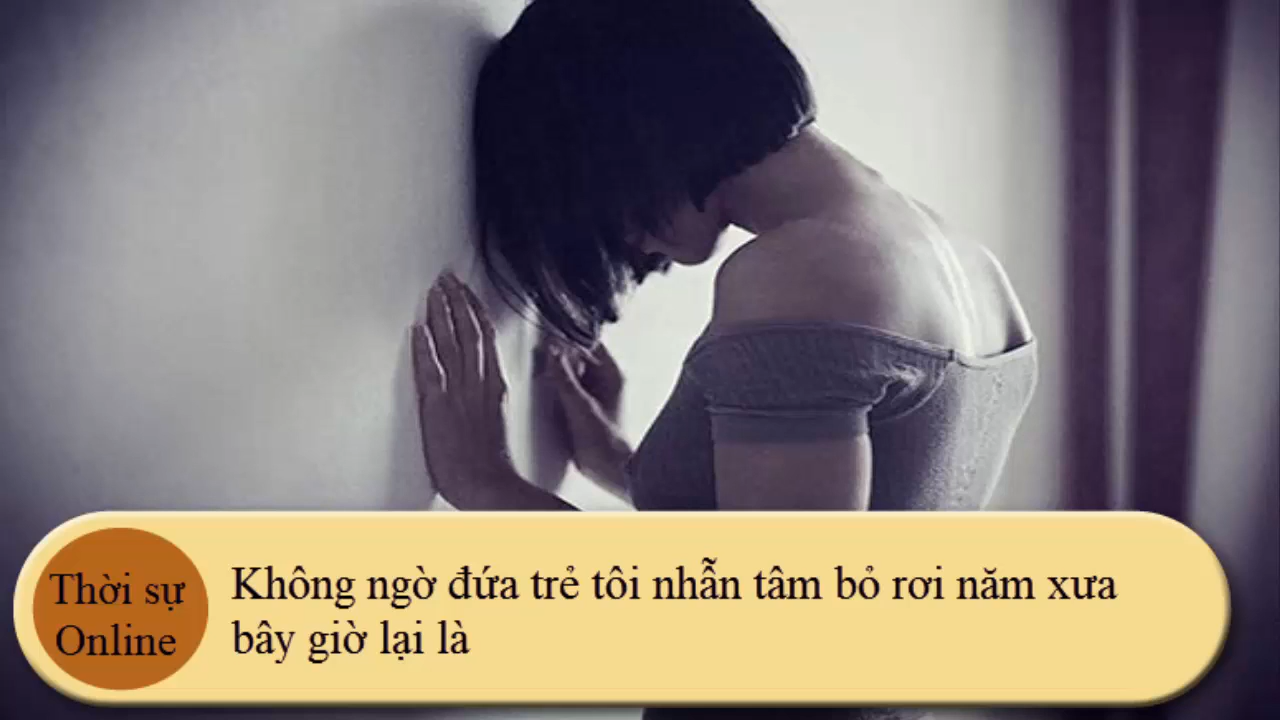 Thời sự
Online
Không ngờ đứa trẻ tôi nhẫn tâm bỏ rơi năm xưa
bây giờ lại là